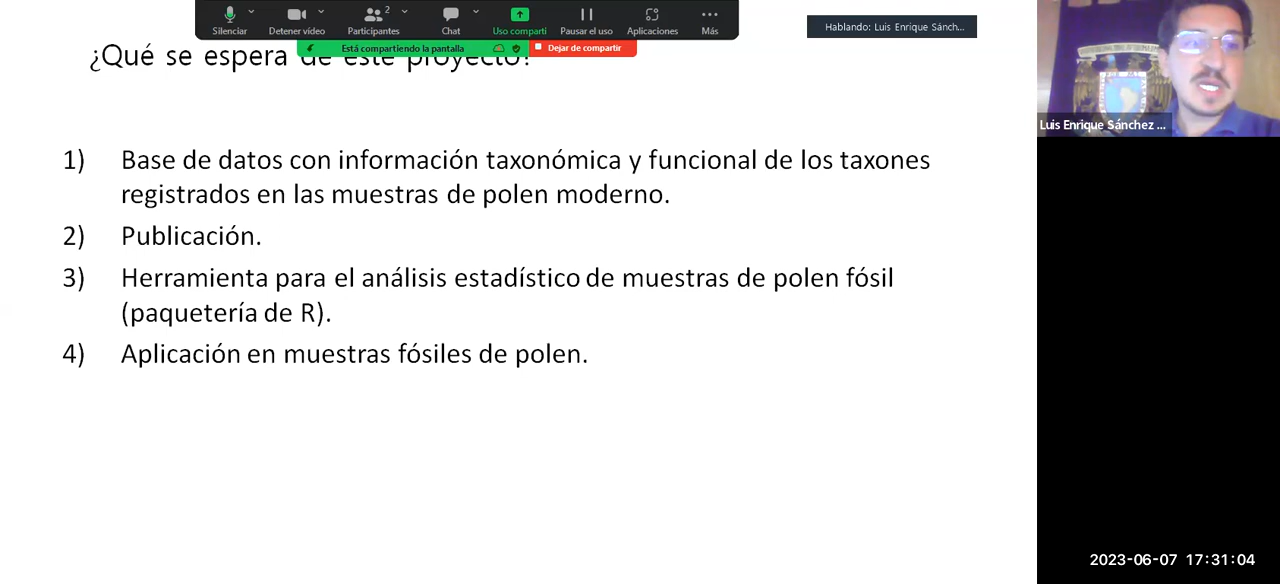 2
Silenciar
Detener vídeo
Participantes
Chat
Uso comparti
Pausar el uso
Aplicaciones
Más
Hablando: Luis Enrique Sánch...
Está compartiendo la pantalla
Dejar de compartir
¿Qué se espera de este proyecto?
Luis Enrique Sánchez ...
1) Base de datos con información taxonómica y funcional de los taxones
registrados en las muestras de polen moderno.
2) Publicación.
3) Herramienta para el análisis estadístico de muestras de polen fósil
(paquetería de R).
4) Aplicación en muestras fósiles de polen.
2023-06-07 17:31:04